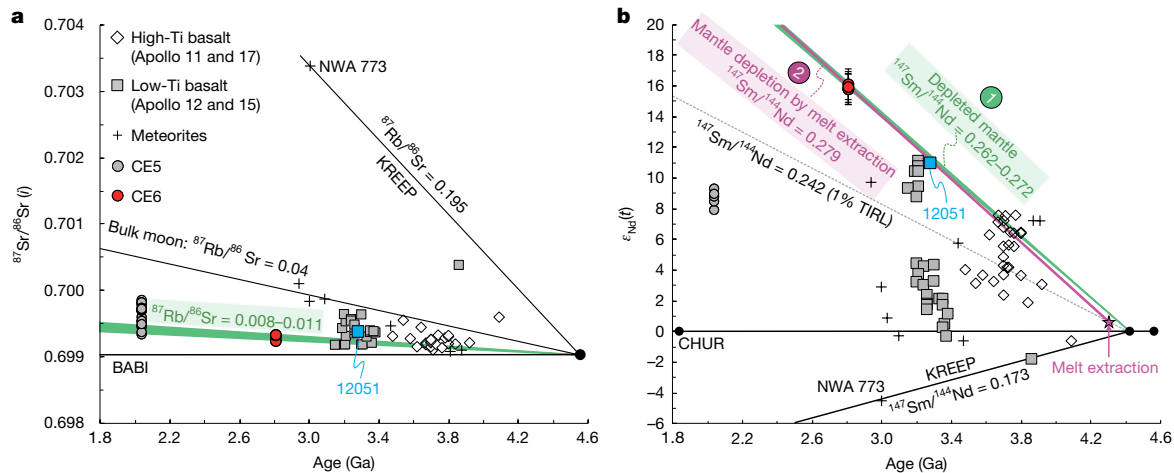 a
0.704
0.703
0.702
0.701
0.700
0.699
0.698
⁸⁷Sr/⁸⁶Sr (i)
High-Ti basalt
(Apollo 11 and 17)
Low-Ti basalt
(Apollo 12 and 15)
Meteorites
CE5
CE6
NWA 773
⁸⁷Rb/⁸⁶Sr = 0.195
KREEP
Bulk moon: ⁸⁷Rb/⁸⁶Sr = 0.04
⁸⁷Rb/⁸⁶Sr = 0.008–0.011
BABI
12051
1.8 2.2 2.6 3.0 3.4 3.8 4.2 4.6
Age (Ga)
b
20
18
16
14
12
10
8
6
4
2
0
−2
−4
−6
εNd(t)
2
Mantle depletion by melt extraction
¹⁴⁷Sm/¹⁴⁴Nd = 0.279
1
Depleted mantle
¹⁴⁷Sm/¹⁴⁴Nd =
0.262–0.272
¹⁴⁷Sm/¹⁴⁴Nd = 0.242 (1% TIRL)
12051
CHUR
KREEP
NWA 773
¹⁴⁷Sm/¹⁴⁴Nd = 0.173
Melt extraction
1.8 2.2 2.6 3.0 3.4 3.8 4.2 4.6
Age (Ga)